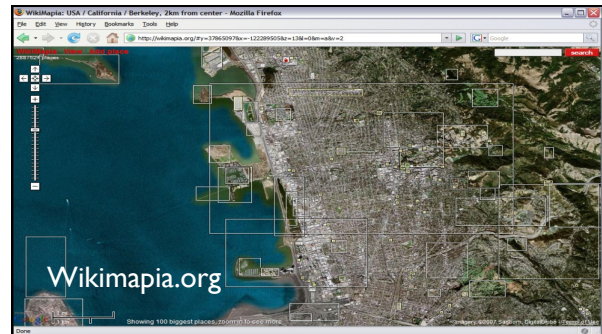 WikiMapia: USA / California / Berkeley, 2km from center - Mozilla Firefox
File Edit View History Bookmarks Tools Help
http://wikimapia.org/#y=37865097&x=-122289505&z=13&l=0&m=a&v=2
Google
search
Wikimapia.org
Showing 100 biggest places, zoom in to see more.
Imagery ©2007
Done